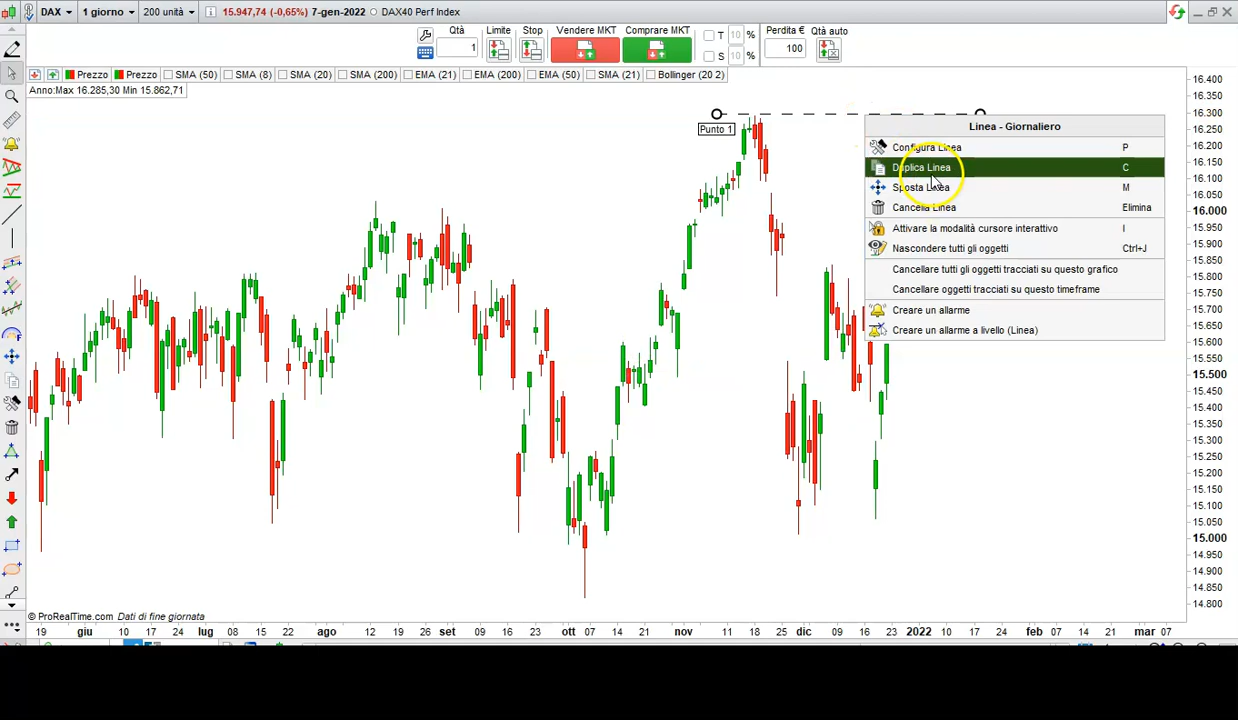 DAX 1 giorno 200 unità 15.947,74 (-0,65%) 7-gen-2022 DAX40 Perf Index
Qtà 1 Limite Stop Vendere MKT Comprare MKT T 10 % S 10 % Perdita € 100 Qtà auto
Prezzo Prezzo SMA (50) SMA (8) SMA (20) SMA (200) EMA (21) EMA (200) EMA (50) SMA (21) Bolinger (20 2)
Anno:Max 16.285,30 Min 15.862,71
Punto 1
Linea - Giornaliero
Configura Linea P
Duplica Linea C
Sposta Linea M
Cancella Linea Elimina
Attivare la modalità cursore interattivo I
Nascondere tutti gli oggetti Ctrl+J
Cancellare tutti gli oggetti tracciati su questo grafico
Cancellare oggetti tracciati su questo timeframe
Creare un allarme
Creare un allarme a livello (Linea)
16.400
16.350
16.300
16.250
16.200
16.150
16.100
16.050
16.000
15.950
15.900
15.850
15.800
15.750
15.700
15.650
15.600
15.550
15.500
15.450
15.400
15.350
15.300
15.250
15.200
15.150
15.100
15.050
15.000
14.950
14.900
14.850
14.800
© ProRealTime.com Dati di fine giornata
19 giu 10 17 24 lug 08 15 22 ago 12 19 26 set 09 16 23 ott 07 14 21 nov 11 18 25 dic 09 16 23 2022 10 17 24 feb 07 14 21 mar 07